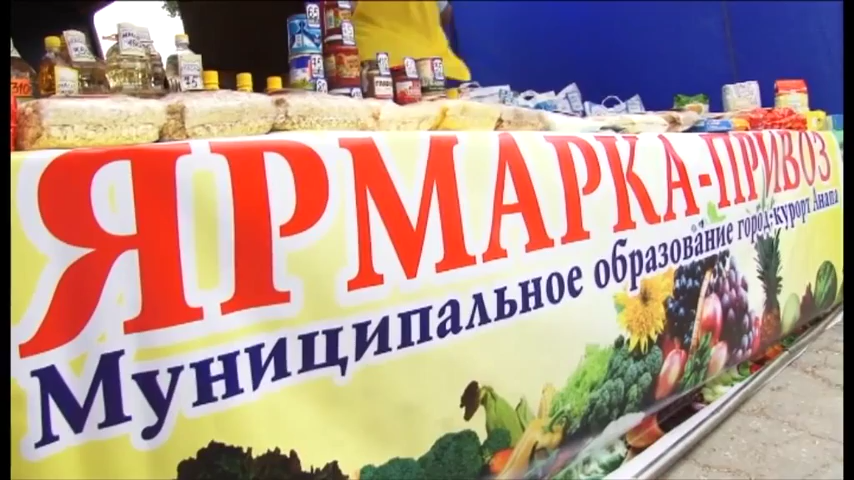 ЯРМАРКА-ПРИВОЗ
Муниципальное образование город-курорт Анапа